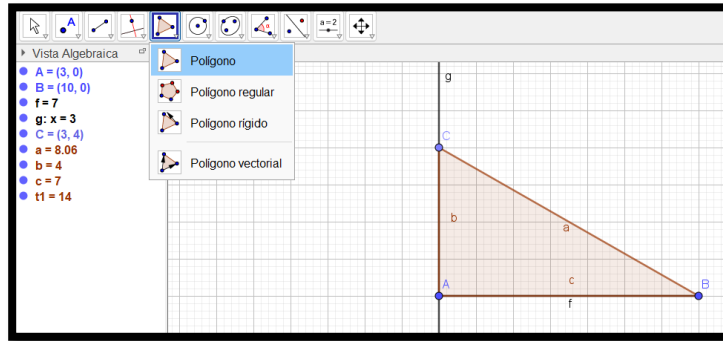 A
α
a=2
Vista Algebraica
A = (3, 0)
B = (10, 0)
f = 7
g: x = 3
C = (3, 4)
a = 8.06
b = 4
c = 7
t1 = 14
Polígono
Polígono regular
Polígono rígido
Polígono vectorial
g
C
b
a
A
c
B
f